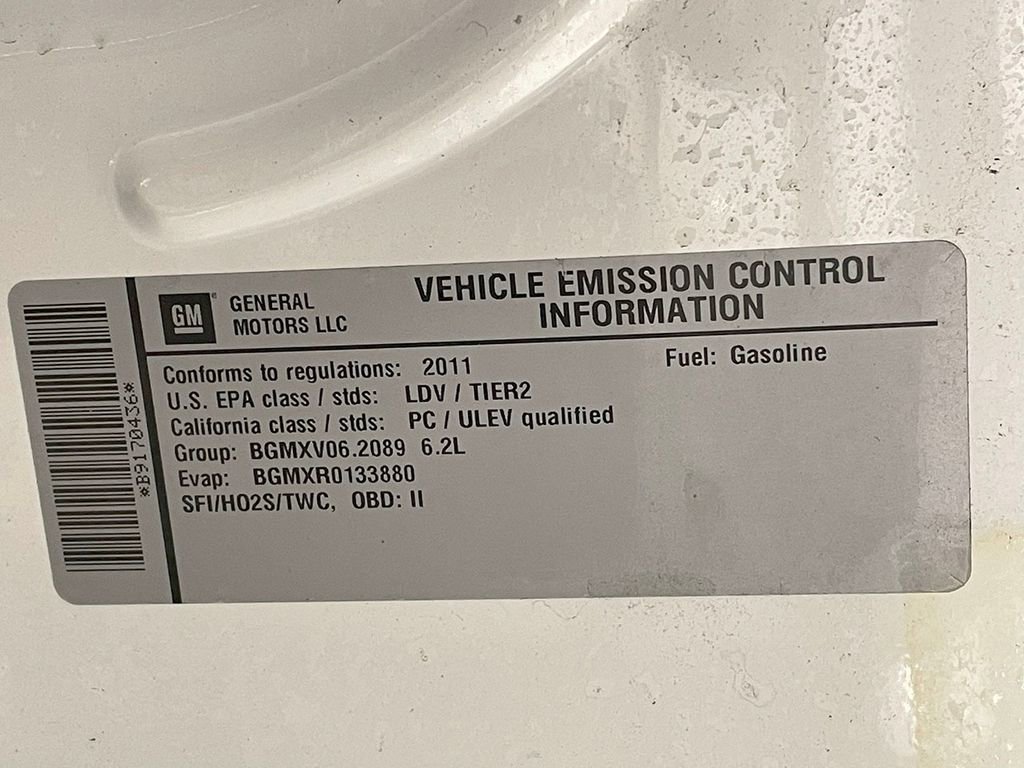 *B9170436*
GM
GENERAL
MOTORS LLC
VEHICLE EMISSION CONTROL
INFORMATION
Conforms to regulations: 2011
Fuel: Gasoline
U.S. EPA class / stds: LDV / TIER2
California class / stds: PC / ULEV qualified
Group: BGMXV06.2089 6.2L
Evap: BGMXR0133880
SFI/HO2S/TWC, OBD: II